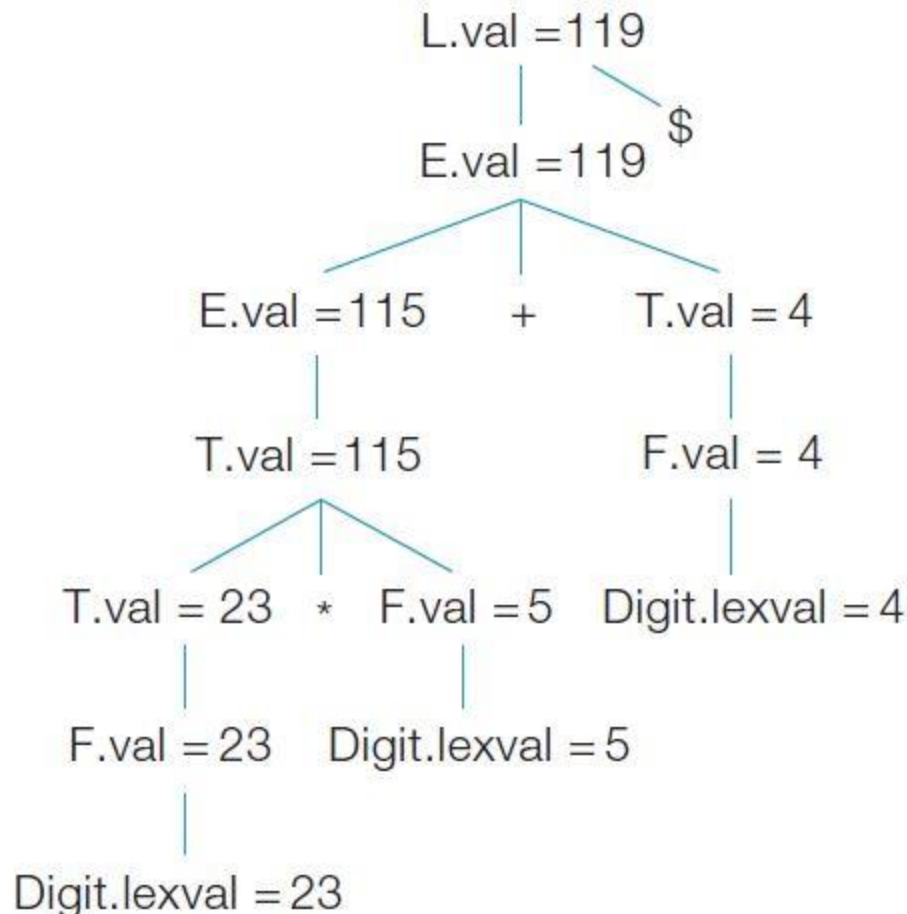 L.val =119
$
E.val =119
E.val =115 + T.val = 4
T.val =115 F.val = 4
T.val = 23 * F.val =5 Digit.lexval =4
F.val =23 Digit.lexval =5
Digit.lexval =23